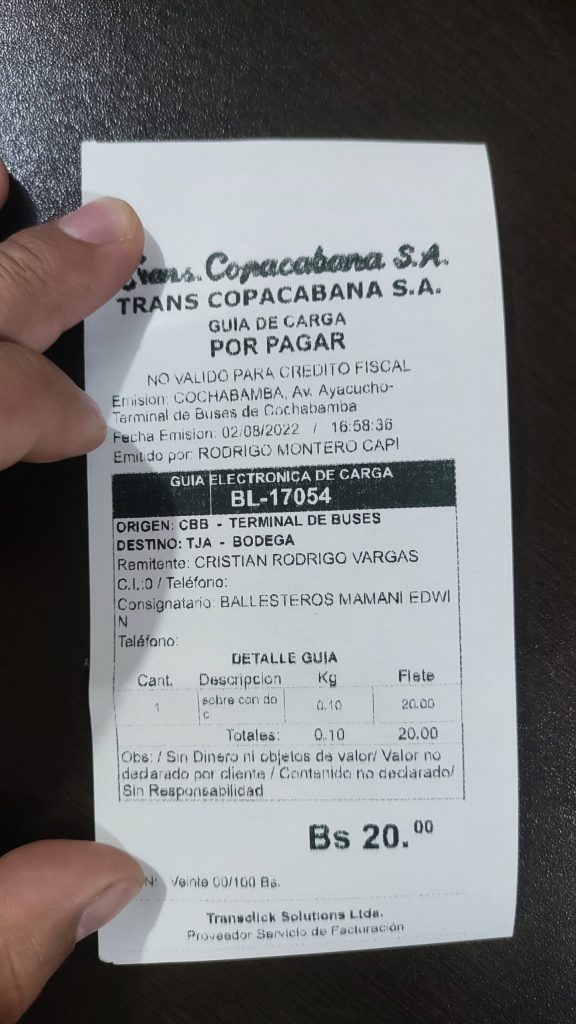 Trans. Copacabana S.A.
TRANS COPACABANA S.A.
GUIA DE CARGA
POR PAGAR
NO VALIDO PARA CREDITO FISCAL
Emision: COCHABAMBA, Av. Ayacucho-
Terminal de Buses de Cochabamba
Fecha Emision: 02/08/2022 / 16:58:36
Emitido por: RODRIGO MONTERO CAPI
GUIA ELECTRONICA DE CARGA
BL-17054
ORIGEN: CBB - TERMINAL DE BUSES
DESTINO: TJA - BODEGA
Remitente: CRISTIAN RODRIGO VARGAS
C.I.:0 / Teléfono:
Consignatario: BALLESTEROS MAMANI EDWI
N
Teléfono:
DETALLE GUIA
Cant. Descripcion Kg Flete
1 sobre con do 0.10 20.00
c
Totales: 0.10 20.00
Obs: / Sin Dinero ni objetos de valor/ Valor no
declarado por cliente / Contenido no declarado/
Sin Responsabilidad
Bs 20.00
N: Veinte 00/100 Bs.
Transclick Solutions Ltda.
Proveedor Servicio de Facturación